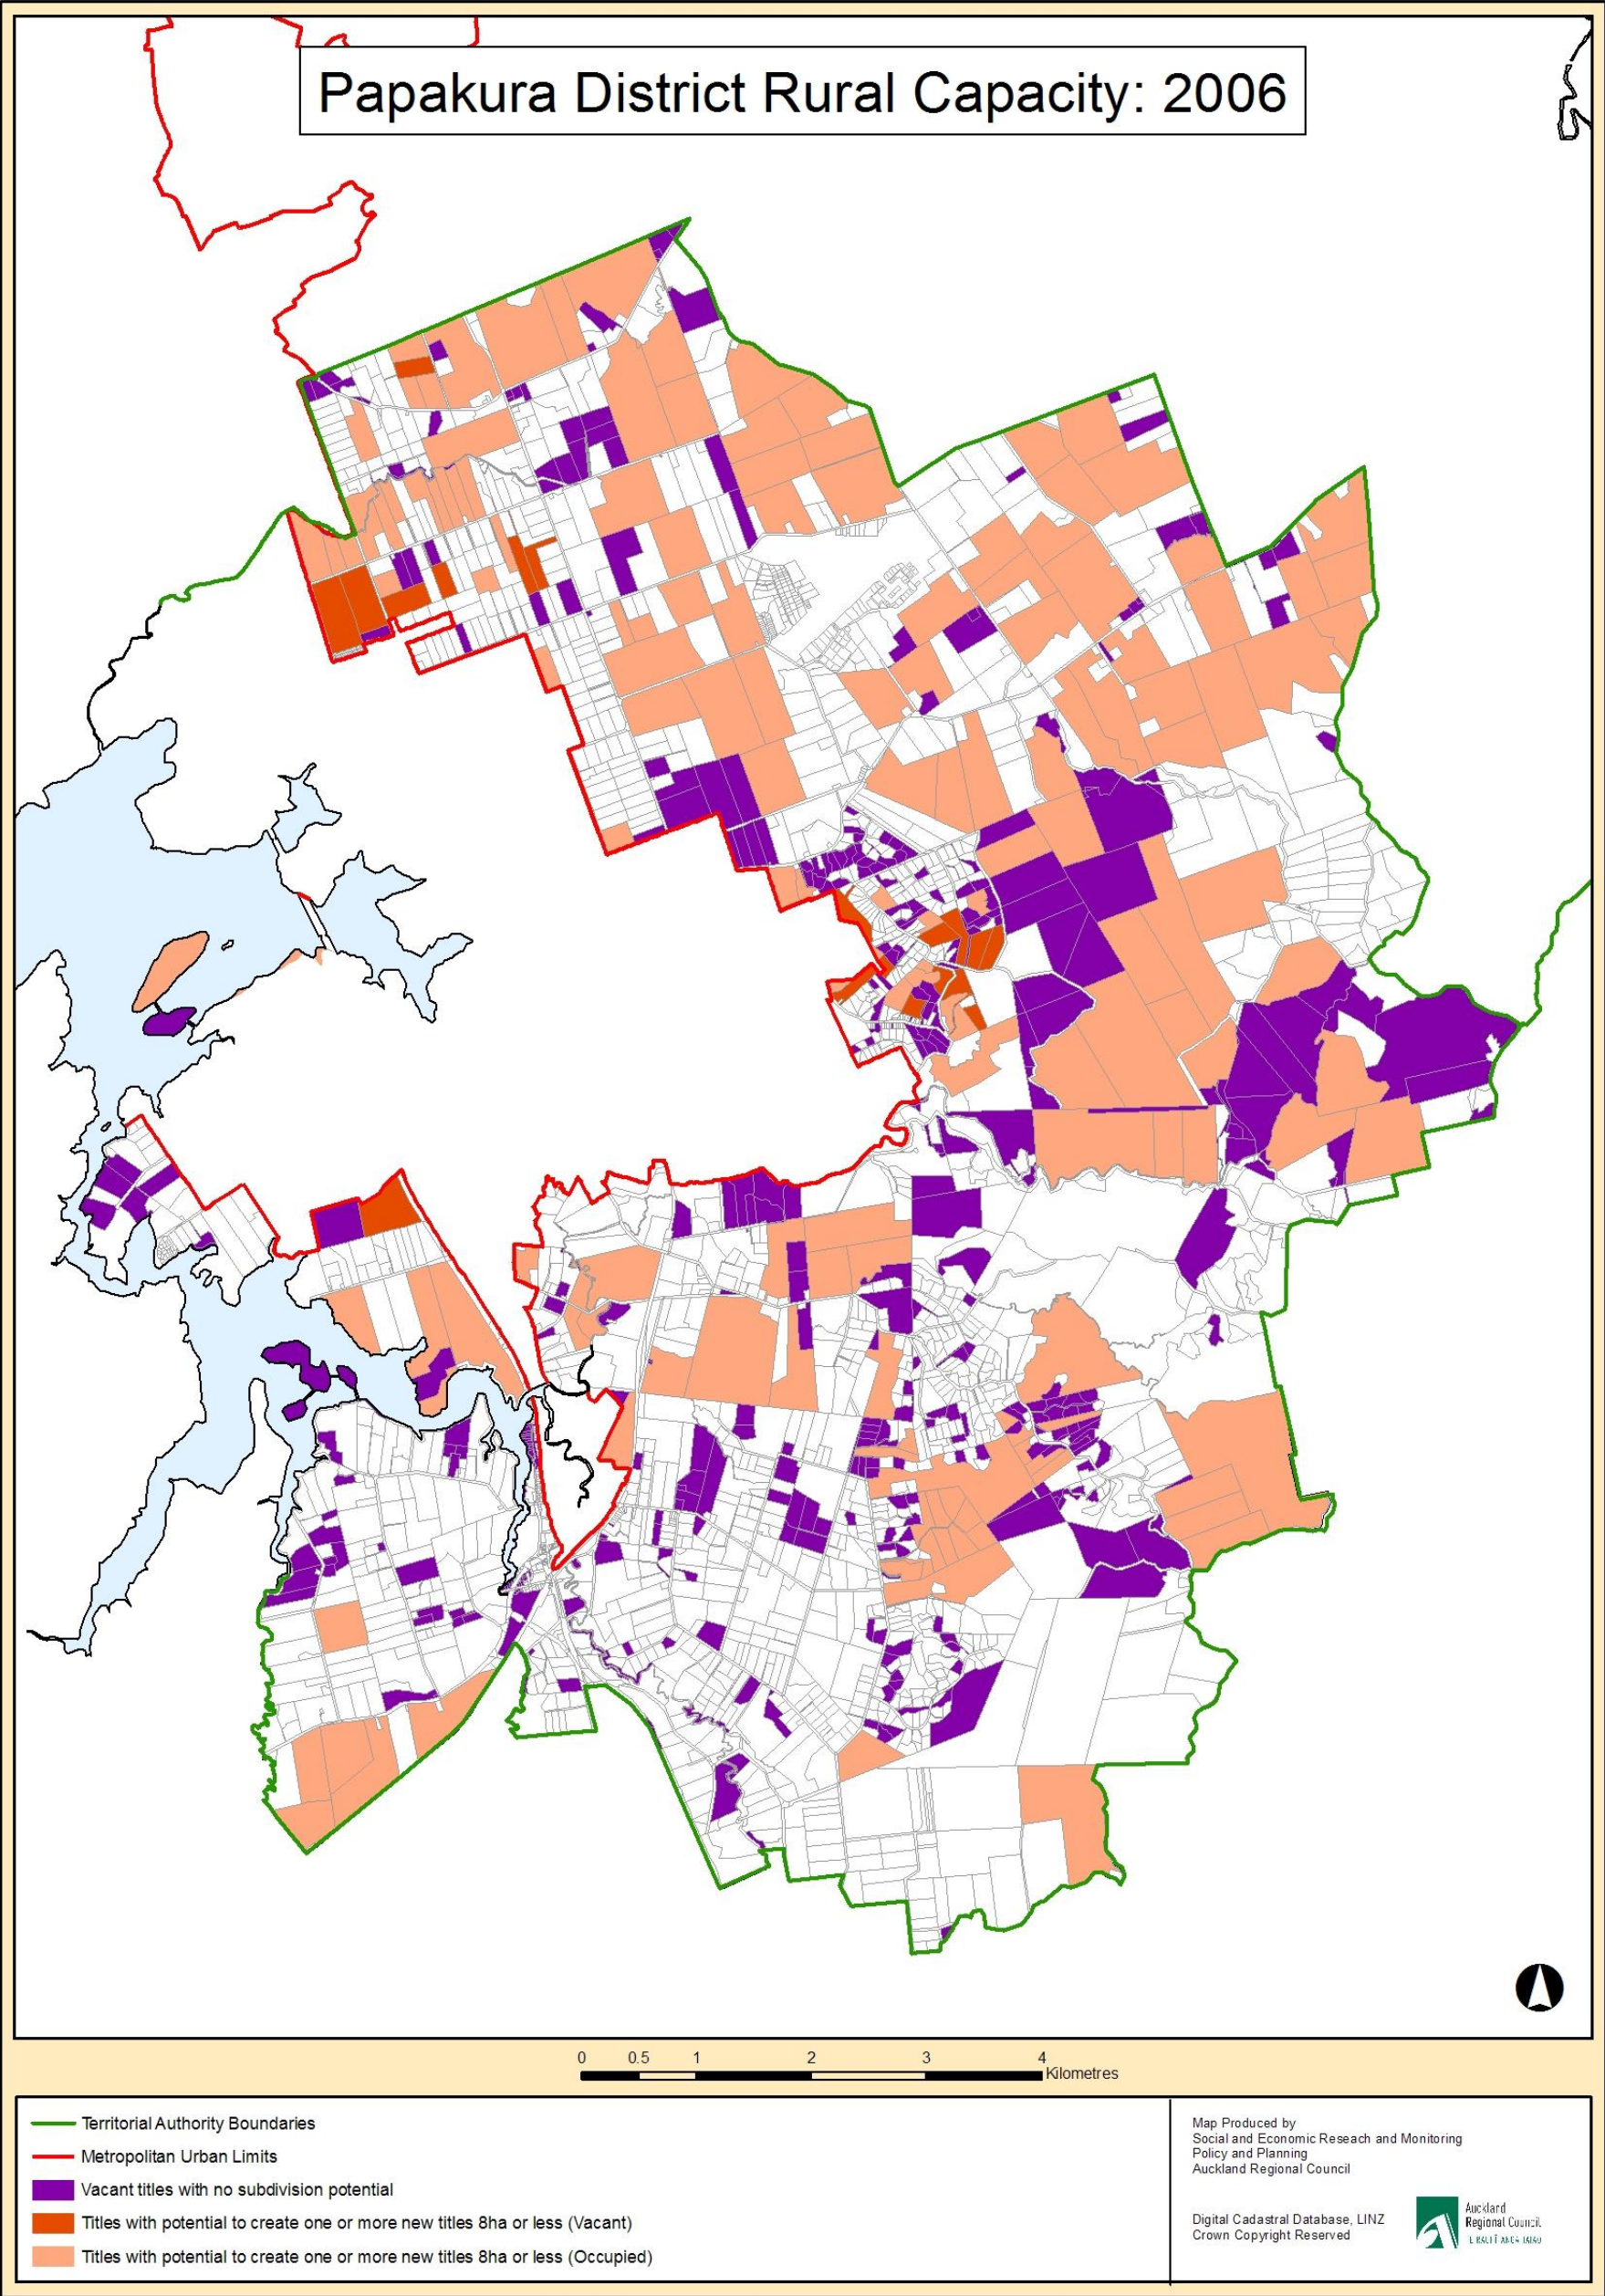 Papakura District Rural Capacity: 2006
0 0.5 1 2 3 4
Kilometres
Territorial Authority Boundaries
Metropolitan Urban Limits
Vacant titles with no subdivision potential
Titles with potential to create one or more new titles 8ha or less (Vacant)
Titles with potential to create one or more new titles 8ha or less (Occupied)
Map Produced by
Social and Economic Reseach and Monitoring
Policy and Planning
Auckland Regional Council
Digital Cadastral Database, LINZ
Crown Copyright Reserved
Auckland
Regional Council